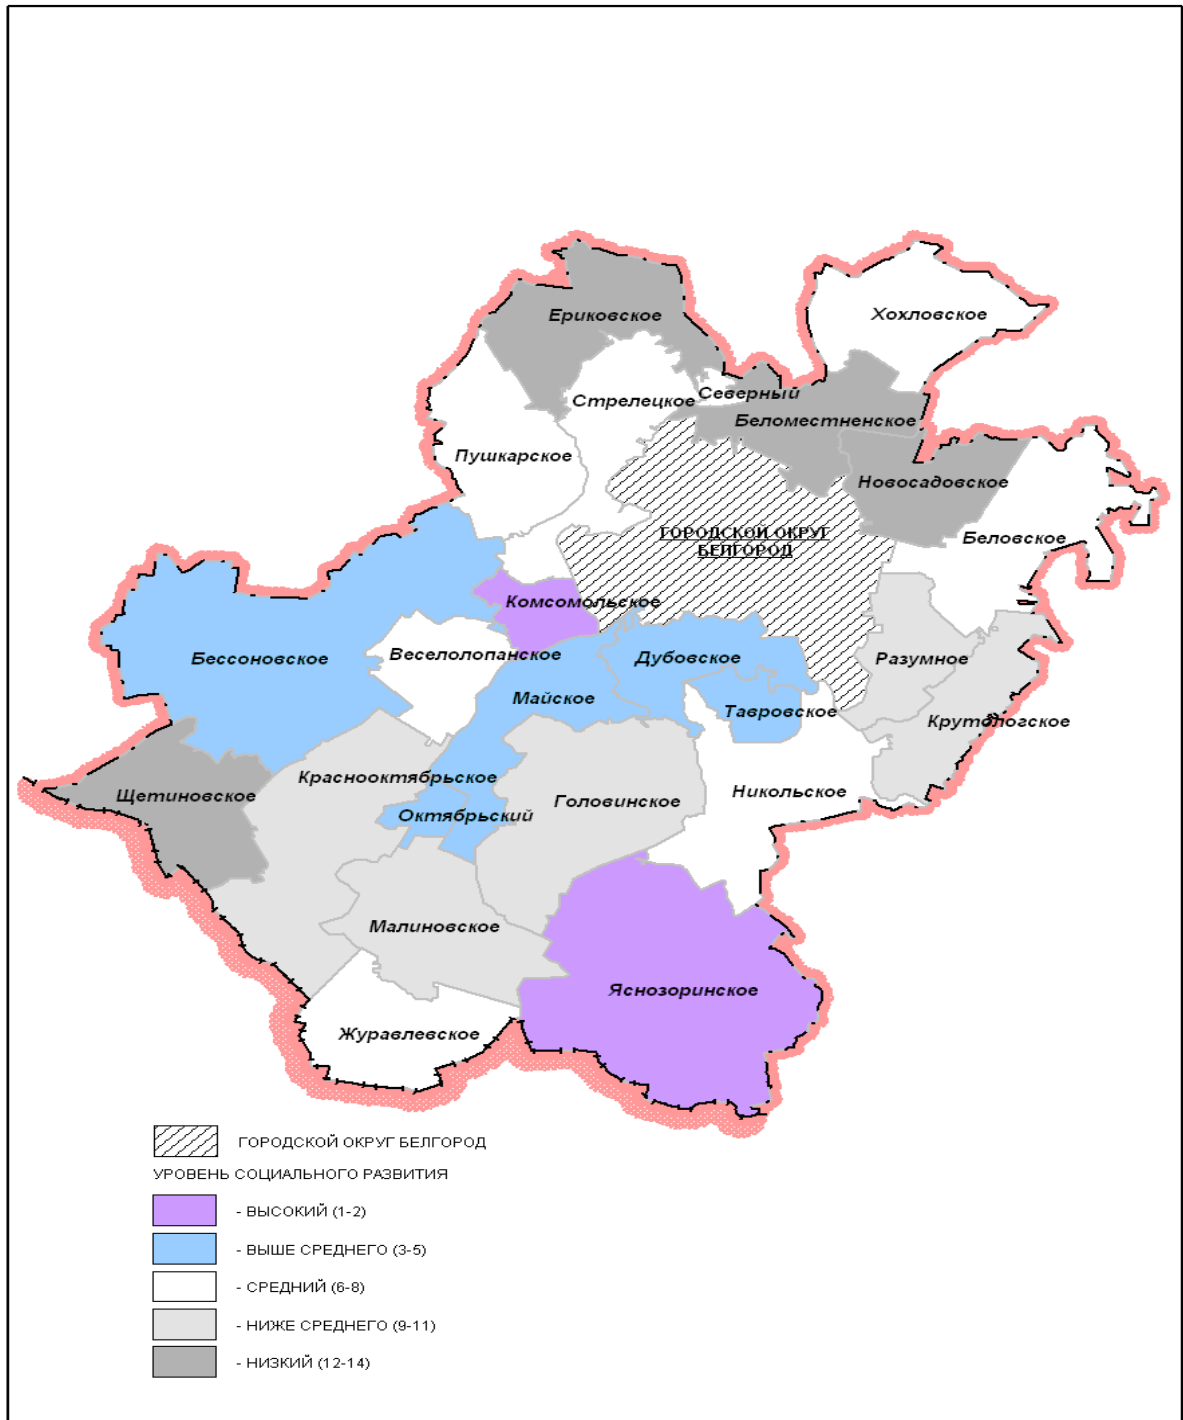 Хохловское
Ериковское
Северный
Стрелецкое
Беломестненское
Пушкарское
Новосадовское
ГОРОДСКОЙ ОКРУГ
БЕЛГОРОД
Беловское
Комсомольское
Веселолопанское
Бессоновское
Дубовское
Разумное
Майское
Тавровское
Крутологское
Краснооктябрьское
Щетиновское
Октябрьский
Головинское
Никольское
Малиновское
Яснозоринское
Журавлевское
ГОРОДСКОЙ ОКРУГ БЕЛГОРОД
УРОВЕНЬ СОЦИАЛЬНОГО РАЗВИТИЯ
- ВЫСОКИЙ (1-2)
- ВЫШЕ СРЕДНЕГО (3-5)
- СРЕДНИЙ (6-8)
- НИЖЕ СРЕДНЕГО (9-11)
- НИЗКИЙ (12-14)